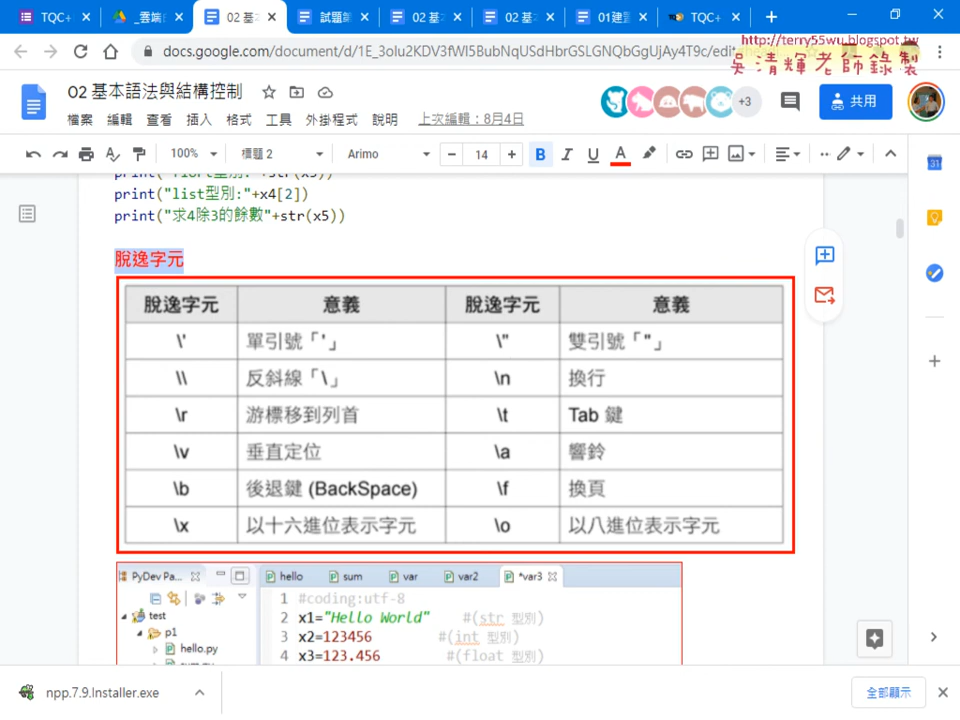 TQC+
_雲端
02 基
試題
02 基
02 基
01建
TQC+
docs.google.com/document/d/1E_3olu2KDV3fWI5BubNqUSdHbrGSLGNQbGgUjAy4T9c/edit
http://terry55wu.blogspot.tw
吳清輝老師錄製
02 基本語法與結構控制
檔案 編輯 查看 插入 格式 工具 外掛程式 說明 上次編輯：8月4日
+3
共用
100% 標題 2 Arimo 14 B I U A
print("list型別:"+x4[2])
print("求4除3的餘數"+str(x5))
脫逸字元
脫逸字元 意義 脫逸字元 意義
\' 單引號「'」 \" 雙引號「"」
\\ 反斜線「\」 \n 換行
\r 游標移到列首 \t Tab 鍵
\v 垂直定位 \a 響鈴
\b 後退鍵 (BackSpace) \f 換頁
\x 以十六進位表示字元 \o 以八進位表示字元
PyDev Pa... hello sum var var2 *var3
test
p1
hello.py
1 #coding:utf-8
2 x1="Hello World" #(str 型別)
3 x2=123456 #(int 型別)
4 x3=123.456 #(float 型別)
31
npp.7.9.Installer.exe
全部顯示